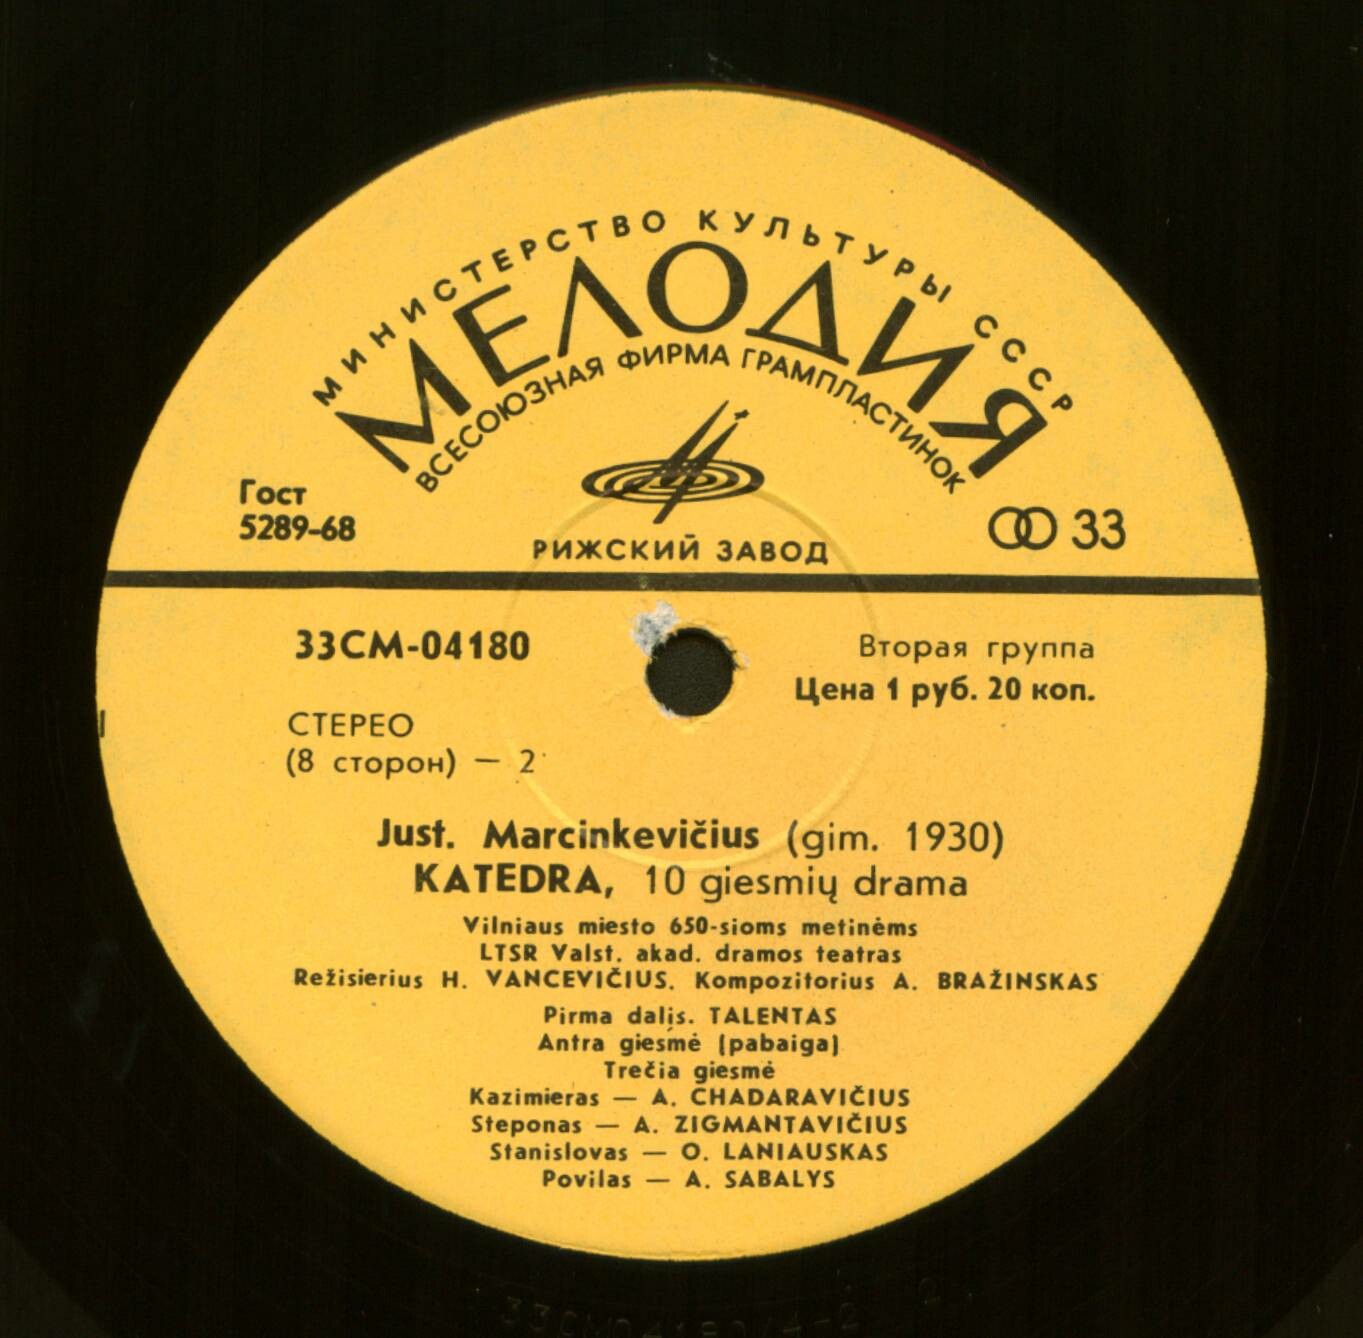 МИНИСТЕРСТВО КУЛЬТУРЫ СССР
МЕЛОДИЯ
ВСЕСОЮЗНАЯ ФИРМА ГРАМПЛАСТИНОК
Гост
5289-68
РИЖСКИЙ ЗАВОД
33
33СМ-04180
Вторая группа
Цена 1 руб. 20 коп.
СТЕРЕО
(8 сторон) — 2
Just. Marcinkevičius (gim. 1930)
KATEDRA, 10 giesmių drama
Vilniaus miesto 650-sioms metinėms
LTSR Valst. akad. dramos teatras
Režisierius H. VANCEVIČIUS. Kompozitorius A. BRAŽINSKAS
Pirma dalis. TALENTAS
Antra giesmė (pabaiga)
Trečia giesmė
Kazimieras — A. CHADARAVIČIUS
Steponas — A. ZIGMANTAVIČIUS
Stanislovas — O. LANIAUSKAS
Povilas — A. SABALYS